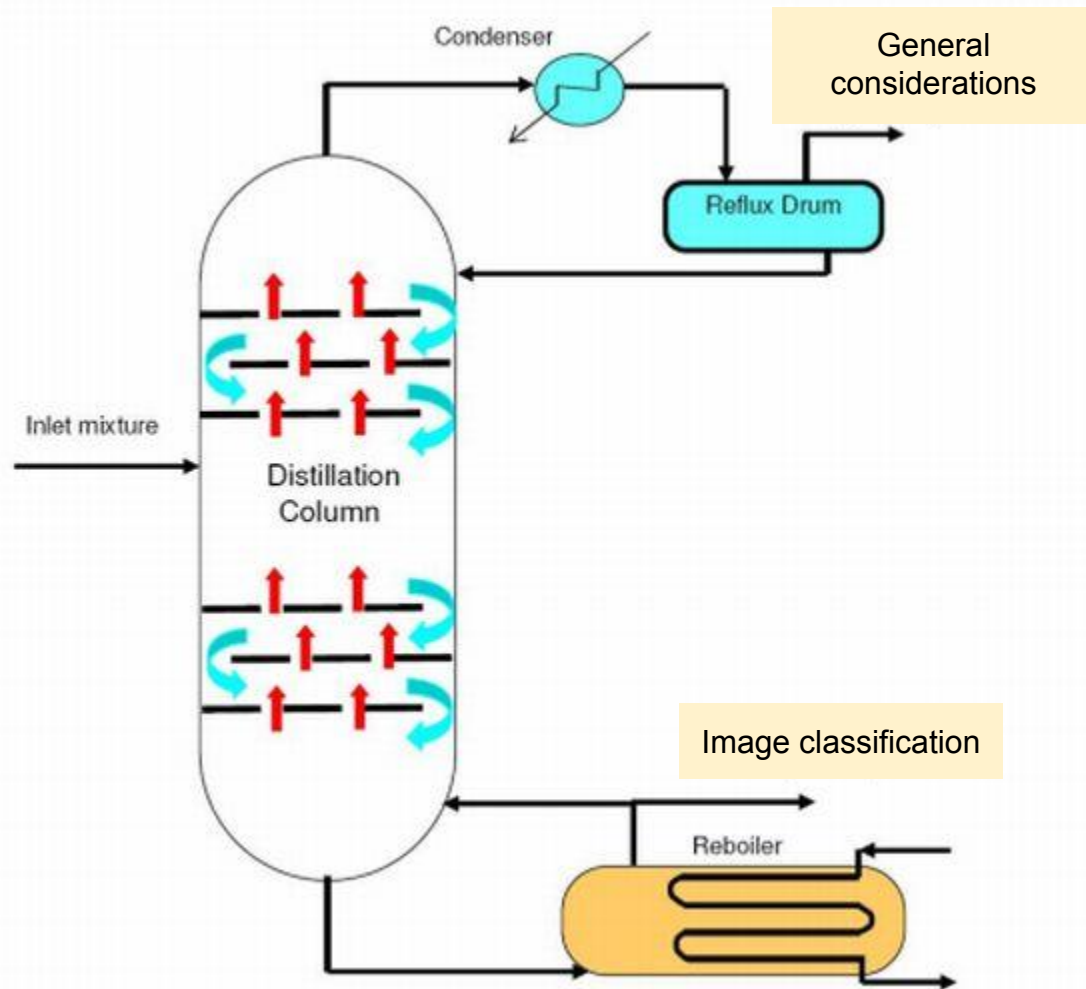 Condenser
General
considerations
Reflux Drum
Inlet mixture
Distillation
Column
Image classification
Reboiler